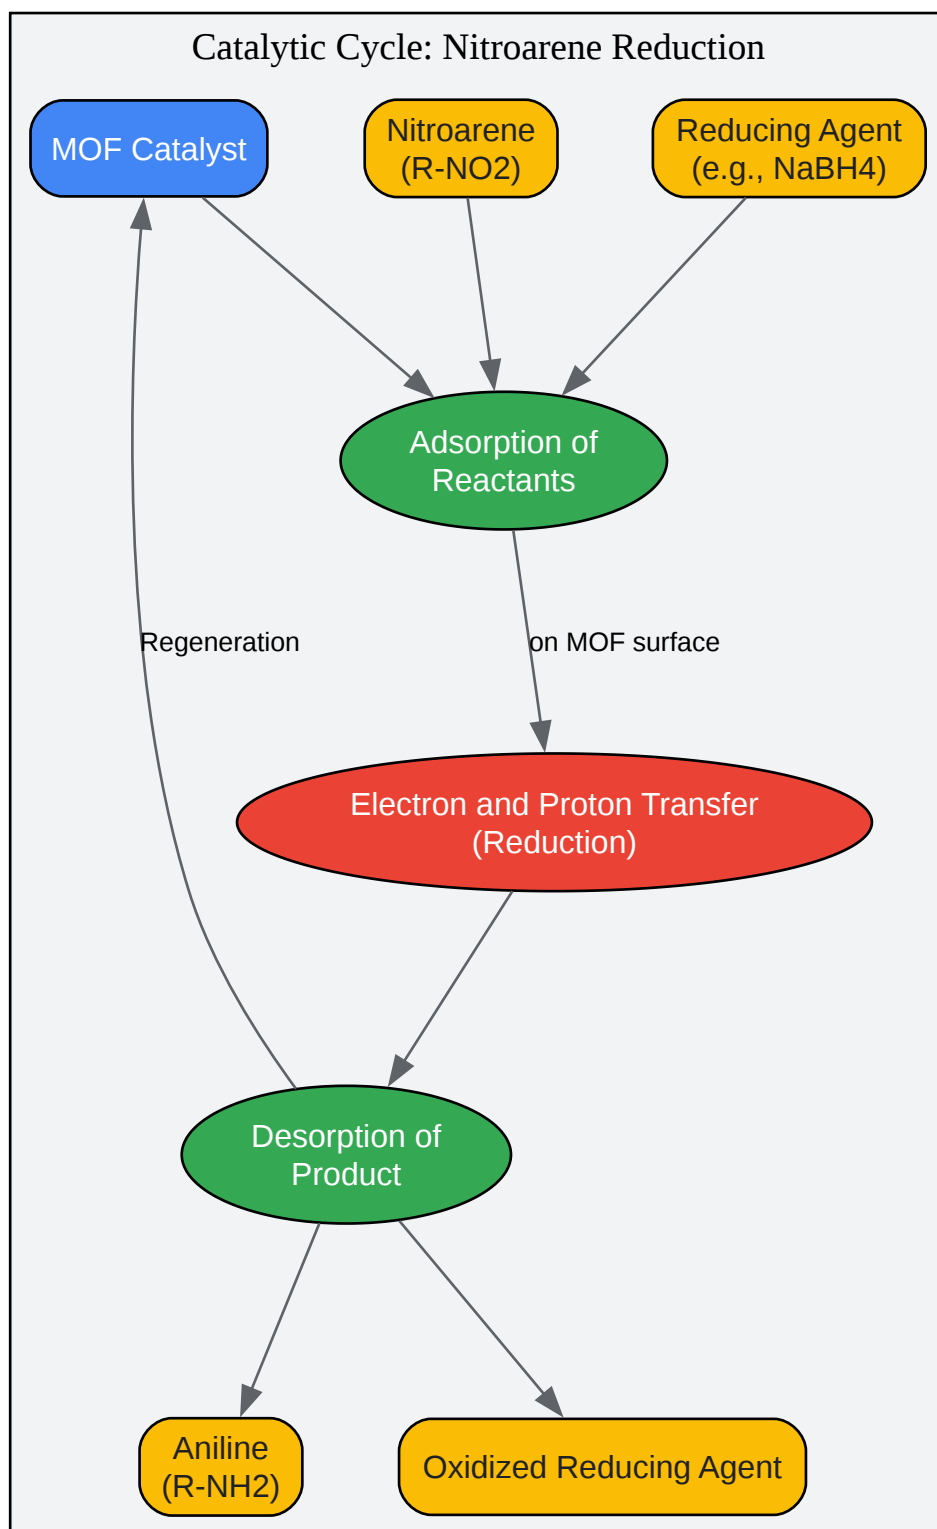 Catalytic Cycle: Nitroarene Reduction
MOF Catalyst
Nitroarene
(R-NO2)
Reducing Agent
(e.g., NaBH4)
Adsorption of
Reactants
Regeneration
on MOF surface
Electron and Proton Transfer
(Reduction)
Desorption of
Product
Aniline
(R-NH2)
Oxidized Reducing Agent